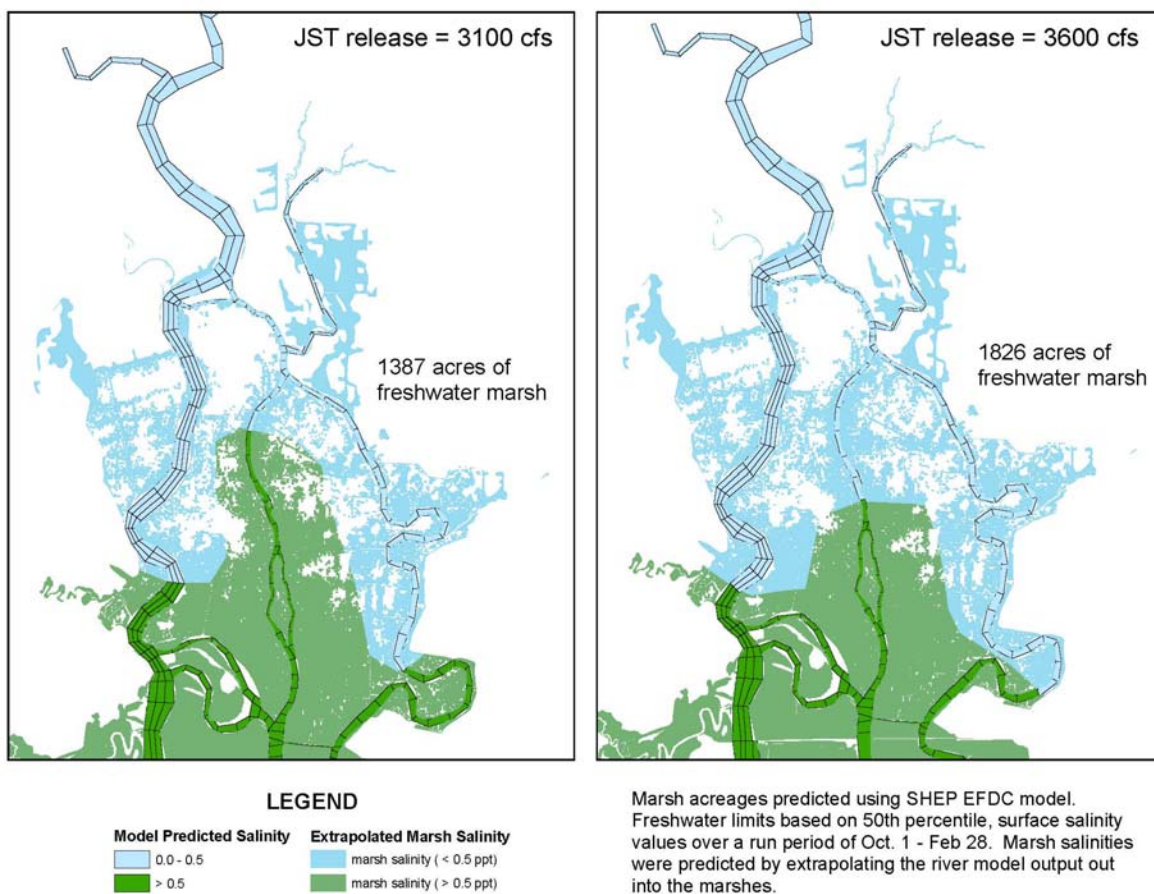 JST release = 3100 cfs
1387 acres of
freshwater marsh
JST release = 3600 cfs
1826 acres of
freshwater marsh
LEGEND
Model Predicted Salinity
0.0 - 0.5
> 0.5
Extrapolated Marsh Salinity
marsh salinity ( < 0.5 ppt)
marsh salinity ( > 0.5 ppt)
Marsh acreages predicted using SHEP EFDC model.
Freshwater limits based on 50th percentile, surface salinity
values over a run period of Oct. 1 - Feb 28. Marsh salinities
were predicted by extrapolating the river model output out
into the marshes.